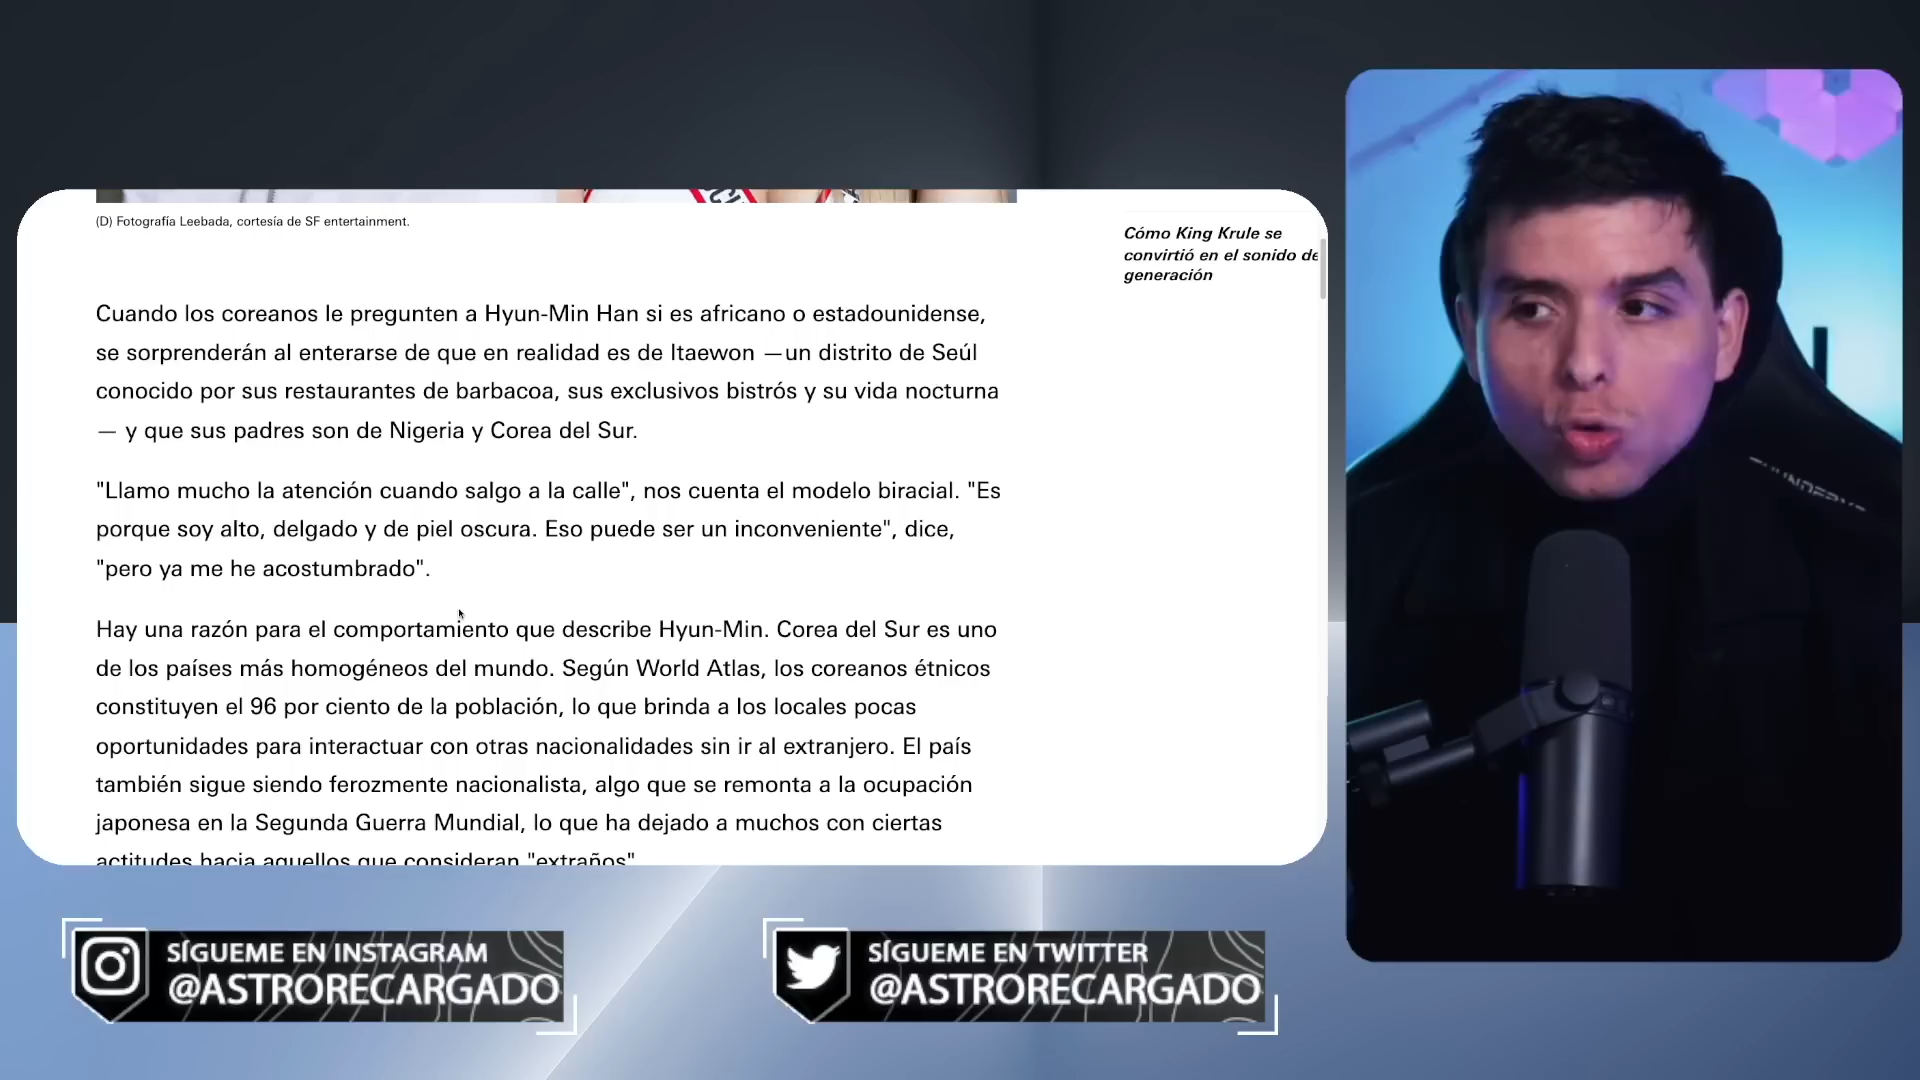 (D) Fotografía Leebada, cortesía de SF entertainment.
Cómo King Krule se
convirtió en el sonido de
generación
Cuando los coreanos le pregunten a Hyun-Min Han si es africano o estadounidense,
se sorprenderán al enterarse de que en realidad es de Itaewon —un distrito de Seúl
conocido por sus restaurantes de barbacoa, sus exclusivos bistrós y su vida nocturna
— y que sus padres son de Nigeria y Corea del Sur.
"Llamo mucho la atención cuando salgo a la calle", nos cuenta el modelo biracial. "Es
porque soy alto, delgado y de piel oscura. Eso puede ser un inconveniente", dice,
"pero ya me he acostumbrado".
Hay una razón para el comportamiento que describe Hyun-Min. Corea del Sur es uno
de los países más homogéneos del mundo. Según World Atlas, los coreanos étnicos
constituyen el 96 por ciento de la población, lo que brinda a los locales pocas
oportunidades para interactuar con otras nacionalidades sin ir al extranjero. El país
también sigue siendo ferozmente nacionalista, algo que se remonta a la ocupación
japonesa en la Segunda Guerra Mundial, lo que ha dejado a muchos con ciertas
actitudes hacia aquellos que consideran "extraños".
SÍGUEME EN INSTAGRAM
@ASTRORECARGADO
SÍGUEME EN TWITTER
@ASTRORECARGADO